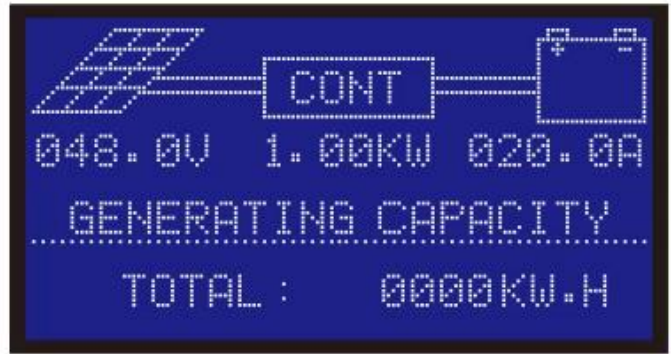 CONT
048.0V 1.00KW 020.0A
GENERATING CAPACITY
TOTAL: 0000KW.H